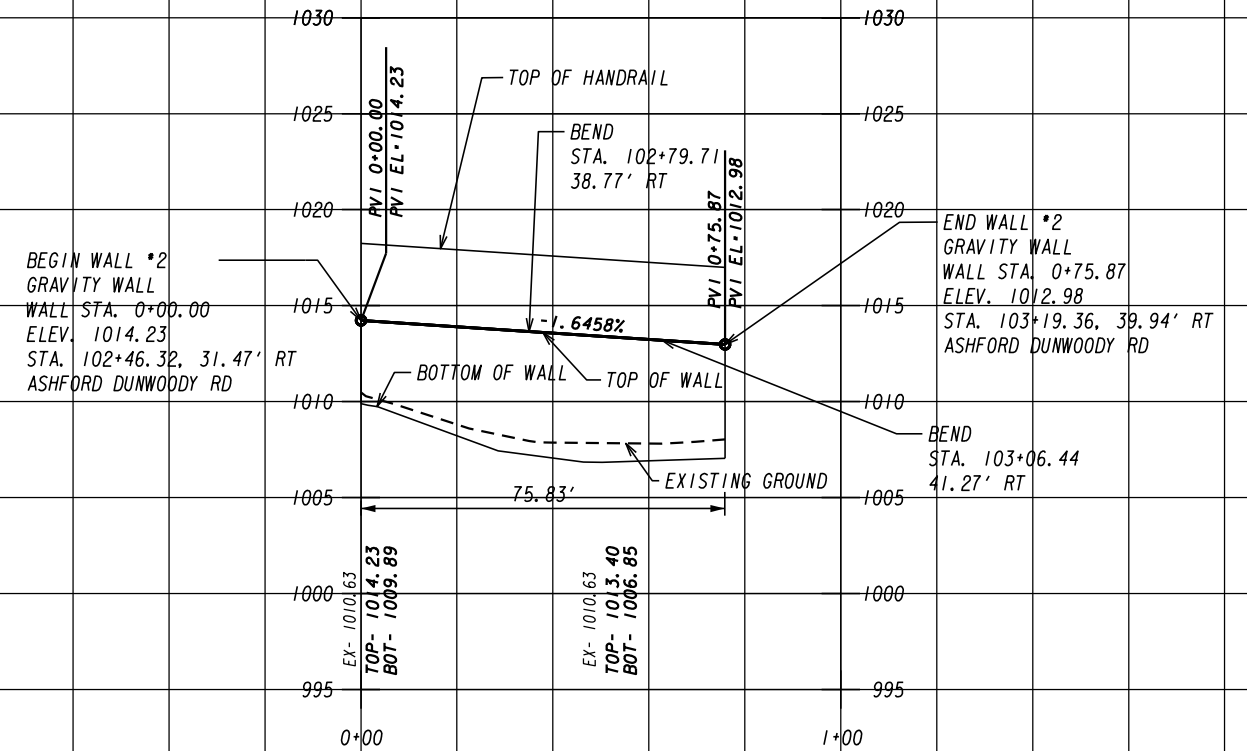 1030
1030
TOP OF HANDRAIL
1025
1025
PVI 0+00.00
PVI EL=1014.23
BEND
STA. 102+79.71
38.77' RT
1020
1020
PVI 0+75.87
PVI EL=1012.98
BEGIN WALL #2
GRAVITY WALL
WALL STA. 0+00.00
ELEV. 1014.23
STA. 102+46.32, 31.47' RT
ASHFORD DUNWOODY RD
END WALL #2
GRAVITY WALL
WALL STA. 0+75.87
ELEV. 1012.98
STA. 103+19.36, 39.94' RT
ASHFORD DUNWOODY RD
1015
1015
-1.6458%
BOTTOM OF WALL
TOP OF WALL
1010
1010
BEND
STA. 103+06.44
41.27' RT
EXISTING GROUND
75.83'
1005
1005
EX- 1010.63
TOP- 1014.23
BOT- 1009.89
EX- 1010.63
TOP- 1013.40
BOT- 1006.85
1000
1000
995
995
0+00
1+00